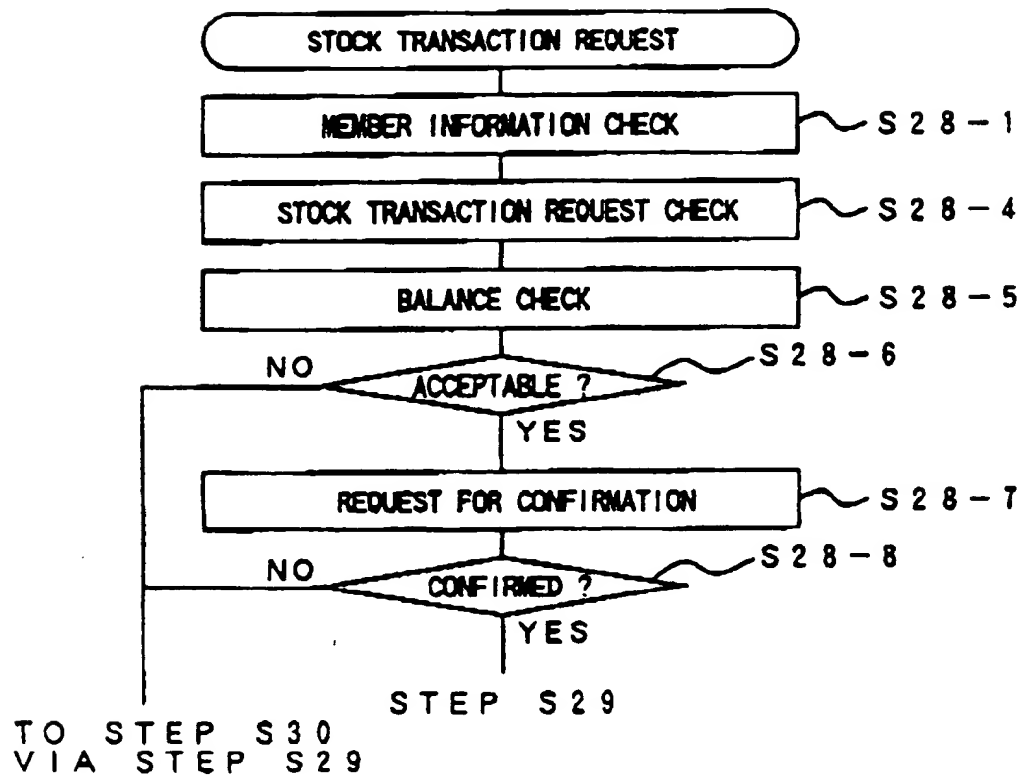 STOCK TRANSACTION REQUEST
MEMBER INFORMATION CHECK
S28-1
STOCK TRANSACTION REQUEST CHECK
S28-4
BALANCE CHECK
S28-5
S28-6
NO
ACCEPTABLE ?
YES
REQUEST FOR CONFIRMATION
S28-7
S28-8
NO
CONFIRMED ?
YES
STEP S29
TO STEP S30
VIA STEP S29